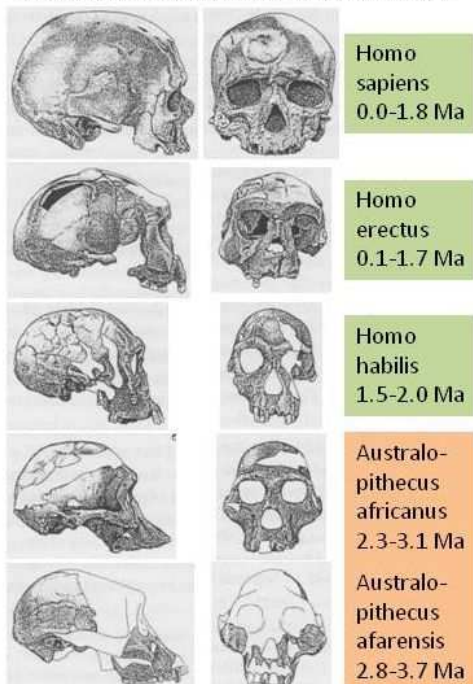 Homo
sapiens
0.0-1.8 Ma
Homo
erectus
0.1-1.7 Ma
Homo
habilis
1.5-2.0 Ma
Australo-
pithecus
africanus
2.3-3.1 Ma
Australo-
pithecus
afarensis
2.8-3.7 Ma